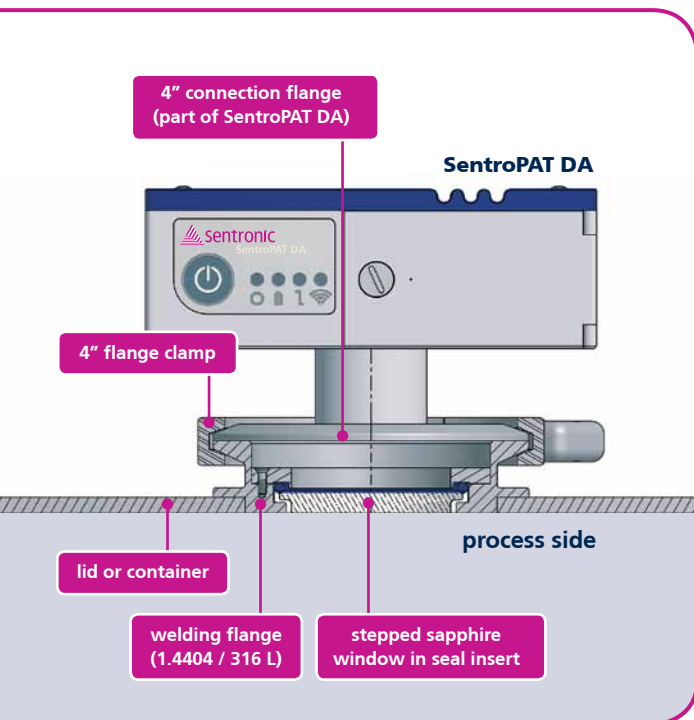 4” connection flange
(part of SentroPAT DA)
SentroPAT DA
sentronic
SentroPAT DA
4” flange clamp
process side
lid or container
welding flange
(1.4404 / 316 L)
stepped sapphire
window in seal insert